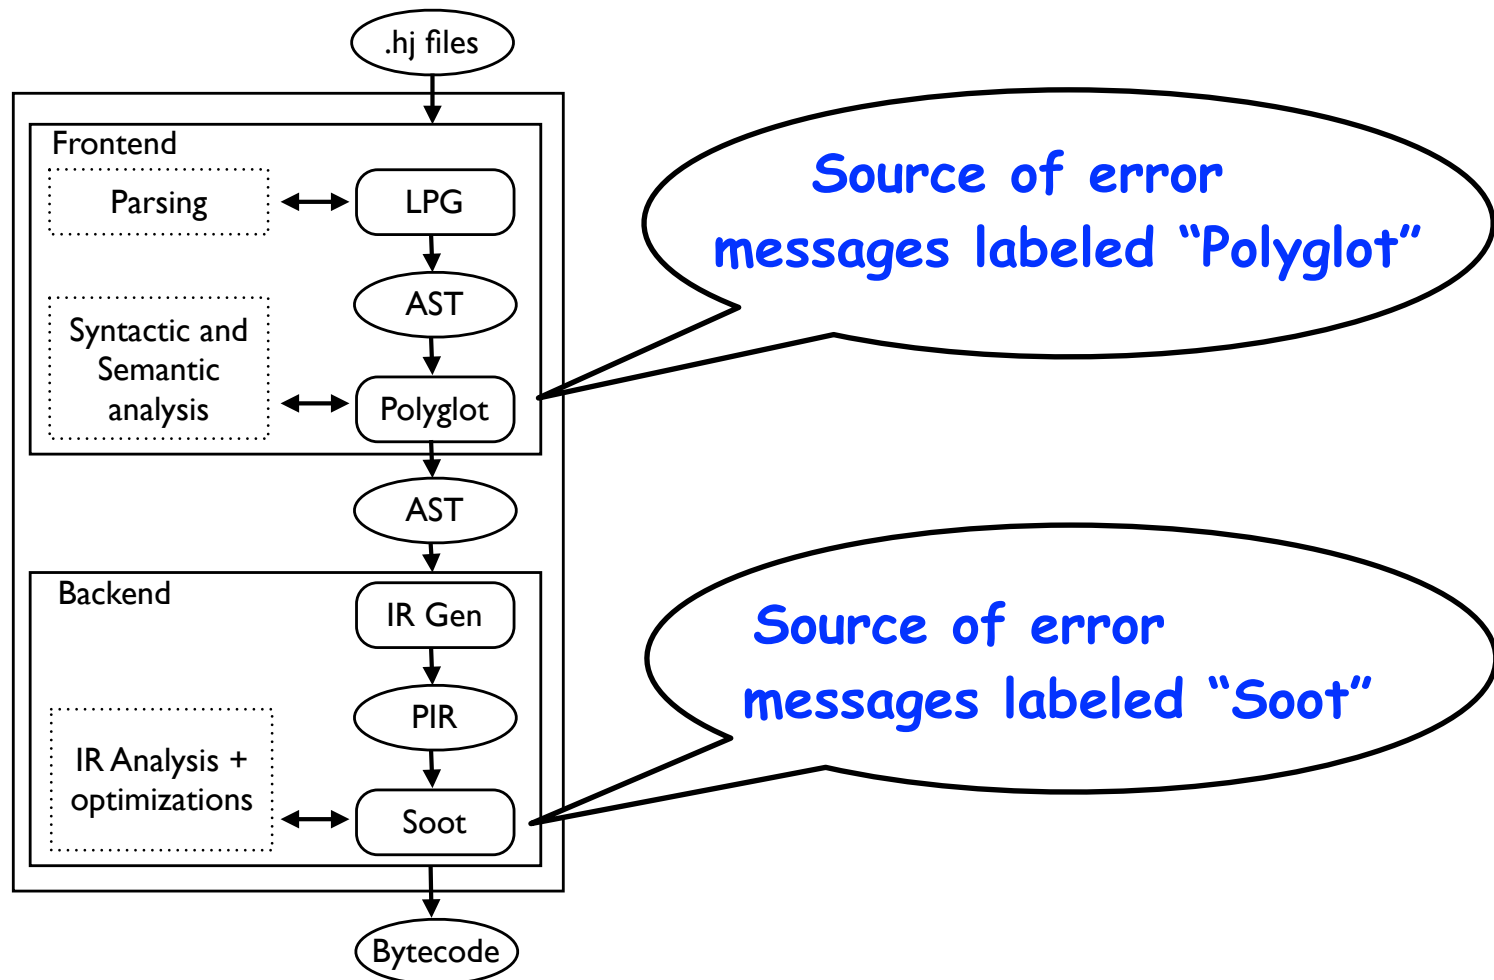 .hj files
Frontend
Parsing
LPG
AST
Syntactic and
Semantic
analysis
Polyglot
AST
Backend
IR Gen
PIR
IR Analysis +
optimizations
Soot
Bytecode
Source of error
messages labeled “Polyglot”
Source of error
messages labeled “Soot”